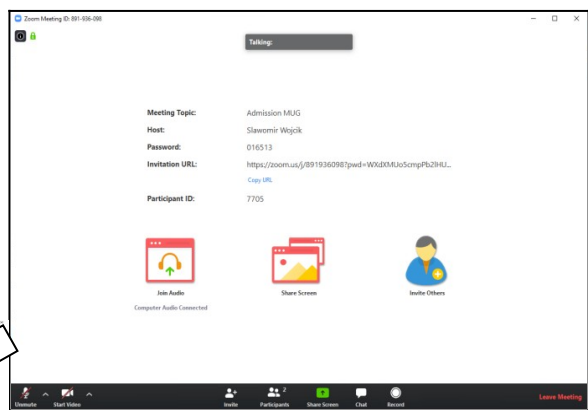 Zoom Meeting ID: 891-936-098
Talking:
Meeting Topic: Admission MUG
Host: Slawomir Wojcik
Password: 016513
Invitation URL: https://zoom.us/j/891936098?pwd=WXdXMUo5cmpPb2lHU...
Copy URL
Participant ID: 7705
Join Audio Share Screen Invite Others
Computer Audio Connected
Unmute Start Video Invite Participants 2 Share Screen Chat Record Leave Meeting